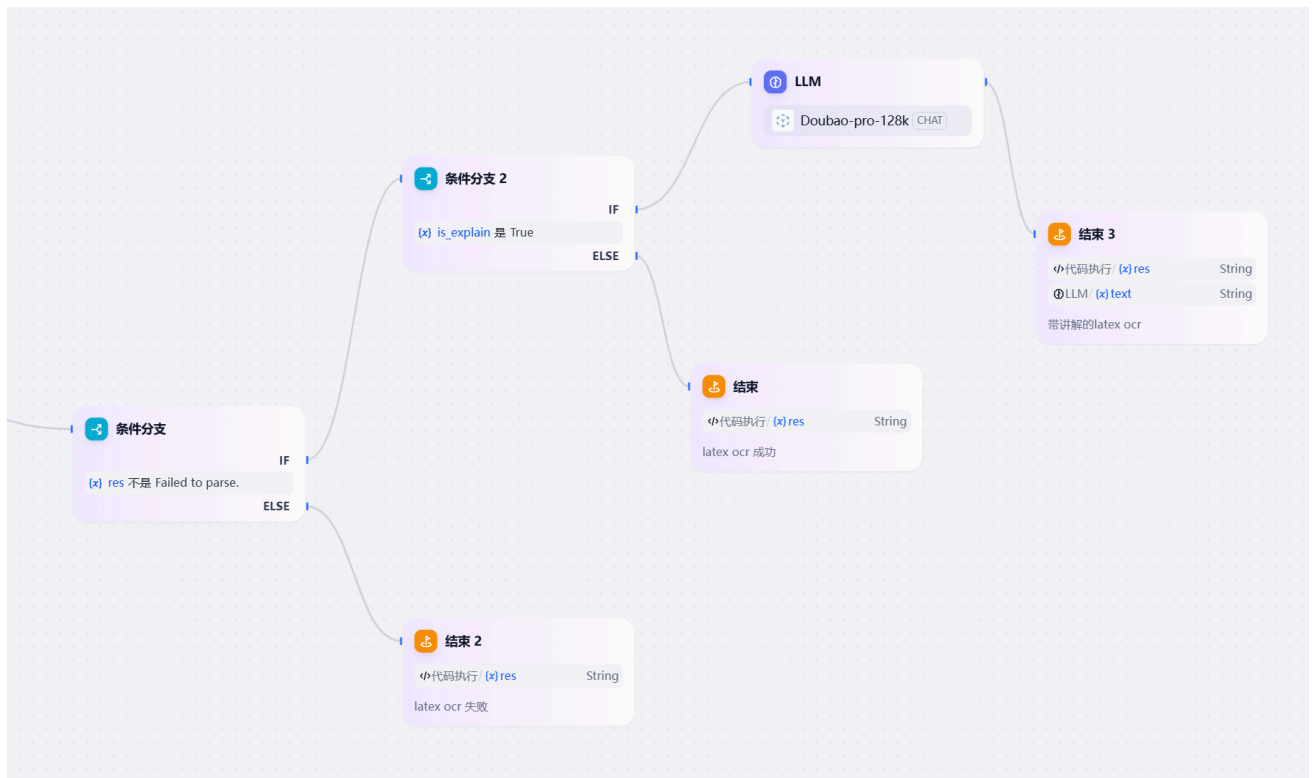 LLM
Doubao-pro-128k CHAT
条件分支 2
IF
{x} is_explain 是 True
ELSE
结束 3
代码执行/{x} res String
LLM/{x} text String
带讲解的latex ocr
结束
代码执行/{x} res String
latex ocr 成功
条件分支
IF
{x} res 不是 Failed to parse.
ELSE
结束 2
代码执行/{x} res String
latex ocr 失败